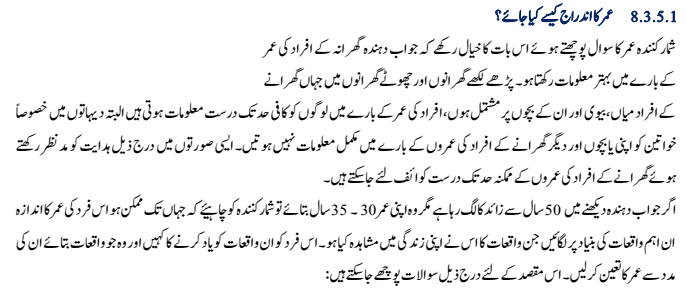 8.3.5.1 عمر کا اندراج کیسے کیا جائے؟
شمار کنندہ عمر کا سوال پوچھتے ہوئے اس بات کا خیال رکھے کہ جواب دہندہ گھرانہ کے افراد کی عمر
کے بارے میں بہتر معلومات رکھتا ہو۔ پڑھے لکھے گھرانوں اور چھوٹے گھرانوں میں جہاں گھرانے
کے افراد میاں، بیوی اور ان کے بچوں پر مشتمل ہوں، افراد کی عمر کے بارے میں لوگوں کو کافی حد تک درست معلومات ہوتی ہیں البتہ دیہاتوں میں خصوصاً
خواتین کو اپنی یا بچوں اور دیگر گھرانے کے افراد کی عمروں کے بارے میں مکمل معلومات نہیں ہوتیں۔ ایسی صورتوں میں درج ذیل ہدایت کو مد نظر رکھتے
ہوئے گھرانے کے افراد کی عمروں کے ممکنہ حد تک درست کوائف لئے جاسکتے ہیں۔
اگر جواب دہندہ دیکھنے میں 50 سال سے زائد کا لگ رہا ہے مگر وہ اپنی عمر 30 ۔ 35 سال بتائے تو شمار کنندہ کو چاہیئے کہ جہاں تک ممکن ہو اس فرد کی عمر کا اندازہ
ان اہم واقعات کی بنیاد پر لگائیں جن واقعات کا اس نے اپنی زندگی میں مشاہدہ کیا ہو۔ اس فرد کو ان واقعات کو یاد کرنے کا کہیں اور وہ جو واقعات بتائے ان کی
مدد سے عمر کا تعین کرلیں۔ اس مقصد کے لئے درج ذیل سوالات پوچھے جاسکتے ہیں: